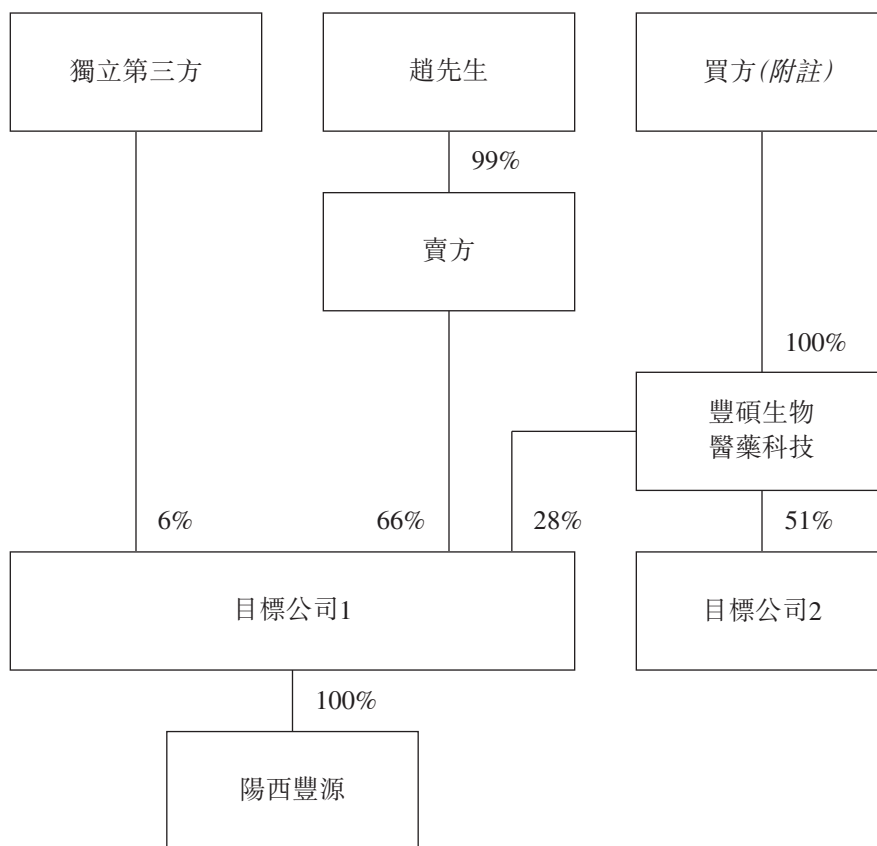 獨立第三方
趙先生
買方(附註)
99%
賣方
100%
豐碩生物
醫藥科技
6%
66%
28%
51%
目標公司1
目標公司2
100%
陽西豐源